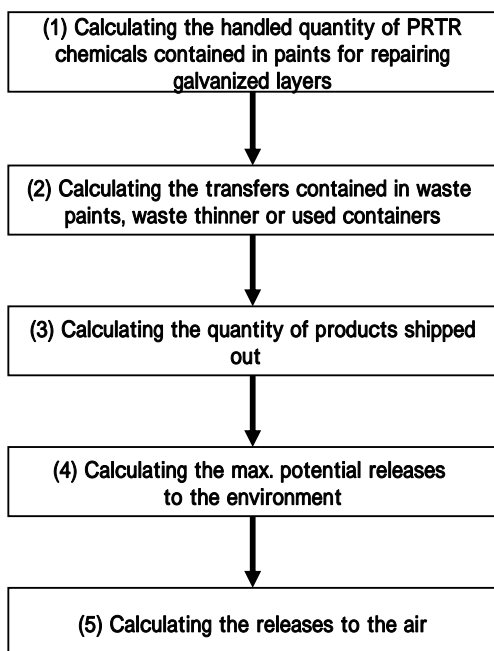 (1) Calculating the handled quantity of PRTR
chemicals contained in paints for repairing
galvanized layers
(2) Calculating the transfers contained in waste
paints, waste thinner or used containers
(3) Calculating the quantity of products shipped
out
(4) Calculating the max. potential releases
to the environment
(5) Calculating the releases to the air